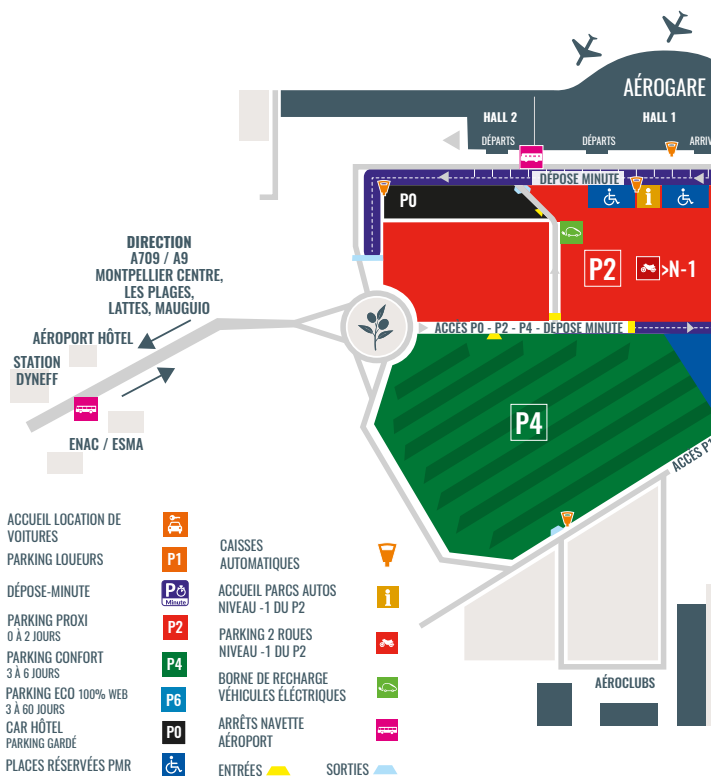 AÉROGARE
HALL 2
HALL 1
DÉPARTS
DÉPARTS
DÉPOSE MINUTE
P0
i
P2
>N-1
DIRECTION
A709 / A9
MONTPELLIER CENTRE,
LES PLAGES,
LATTES, MAUGUIO
AÉROPORT HÔTEL
STATION
DYNEFF
ENAC / ESMA
ACCÈS P0 - P2 - P4 - DÉPOSE MINUTE
P4
ACCÈS P1
ACCUEIL LOCATION DE
VOITURES
PARKING LOUEURS P1
DÉPOSE-MINUTE P
Minute
PARKING PROXI P2
0 À 2 JOURS
PARKING CONFORT P4
3 À 6 JOURS
PARKING ECO 100% WEB P6
3 À 60 JOURS
CAR HÔTEL P0
PARKING GARDÉ
PLACES RÉSERVÉES PMR
CAISSES
AUTOMATIQUES
ACCUEIL PARCS AUTOS i
NIVEAU -1 DU P2
PARKING 2 ROUES
NIVEAU -1 DU P2
BORNE DE RECHARGE
VÉHICULES ÉLÉCTRIQUES
ARRÊTS NAVETTE
AÉROPORT
ENTRÉES
SORTIES
AÉROCLUBS